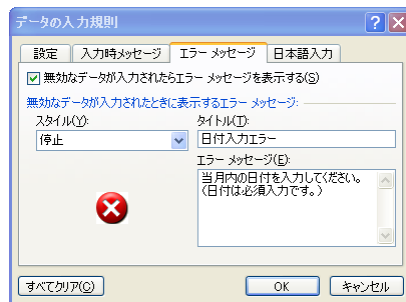 データの入力規則
設定 入力時メッセージ エラー メッセージ 日本語入力
無効なデータが入力されたらエラー メッセージを表示する(S)
無効なデータが入力されたときに表示するエラー メッセージ:
スタイル(Y): タイトル(T):
停止 日付入力エラー
エラー メッセージ(E):
当月内の日付を入力してください。
(日付は必須入力です。)
すべてクリア(C) OK キャンセル